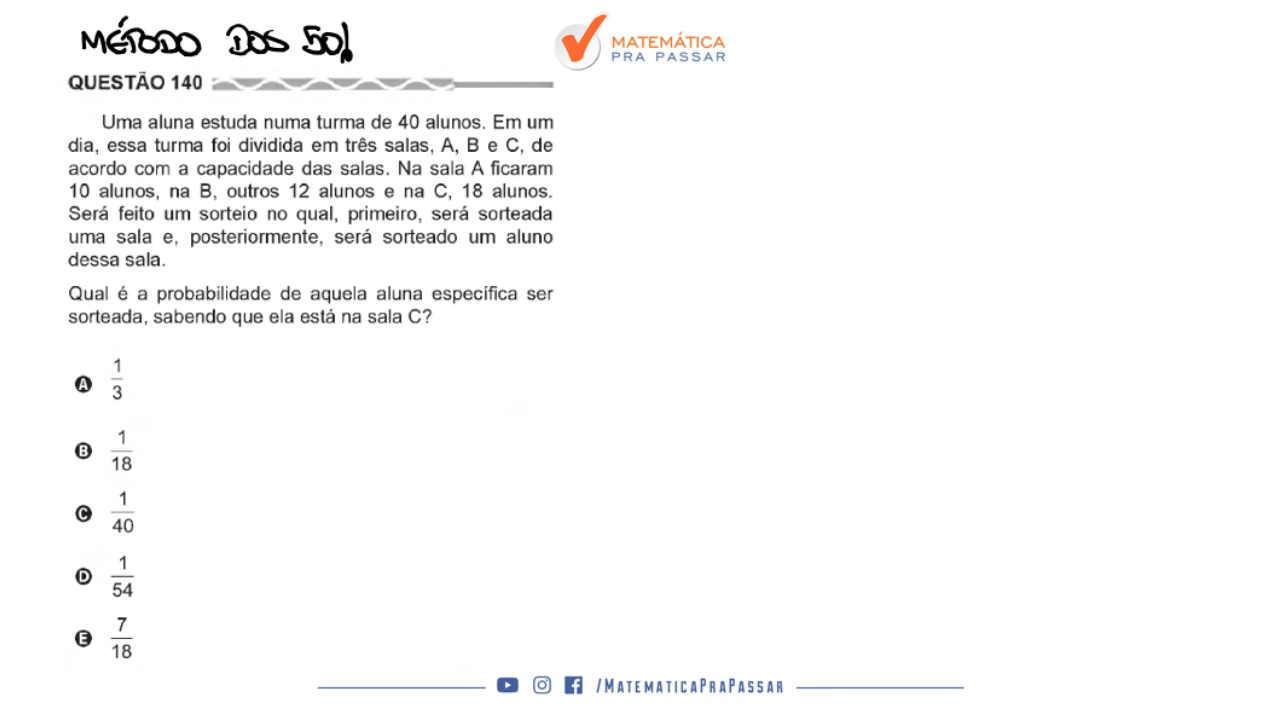 MÉTODO DOS 50!
MATEMÁTICA
PRA PASSAR
QUESTÃO 140
Uma aluna estuda numa turma de 40 alunos. Em um
dia, essa turma foi dividida em três salas, A, B e C, de
acordo com a capacidade das salas. Na sala A ficaram
10 alunos, na B, outros 12 alunos e na C, 18 alunos.
Será feito um sorteio no qual, primeiro, será sorteada
uma sala e, posteriormente, será sorteado um aluno
dessa sala.
Qual é a probabilidade de aquela aluna específica ser
sorteada, sabendo que ela está na sala C?
A 1/3
B 1/18
C 1/40
D 1/54
E 7/18
/MATEMATICAPRAPASSAR